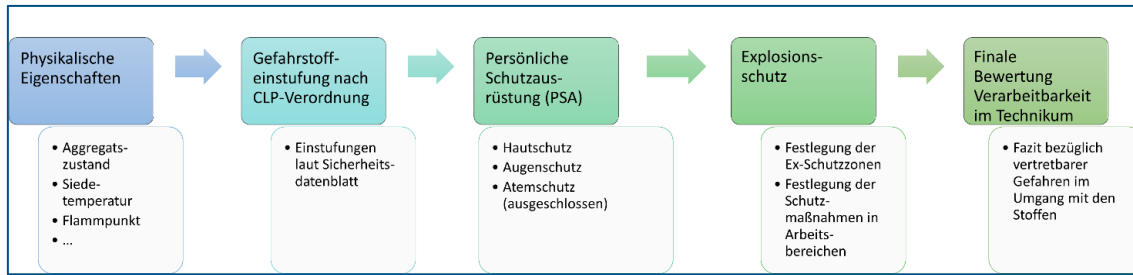 Physikalische
Eigenschaften
• Aggregats-
zustand
• Siede-
temperatur
• Flammpunkt
• ...
Gefahrstoff-
einstufung nach
CLP-Verordnung
• Einstufungen
laut Sicherheits-
datenblatt
Persönliche
Schutzaus-
rüstung (PSA)
• Hautschutz
• Augenschutz
• Atemschutz
(ausgeschlossen)
Explosions-
schutz
• Festlegung der
Ex-Schutzzonen
• Festlegung der
Schutz-
maßnahmen in
Arbeits-
bereichen
Finale
Bewertung
Verarbeitbarkeit
im Technikum
• Fazit bezüglich
vertretbarer
Gefahren im
Umgang mit den
Stoffen